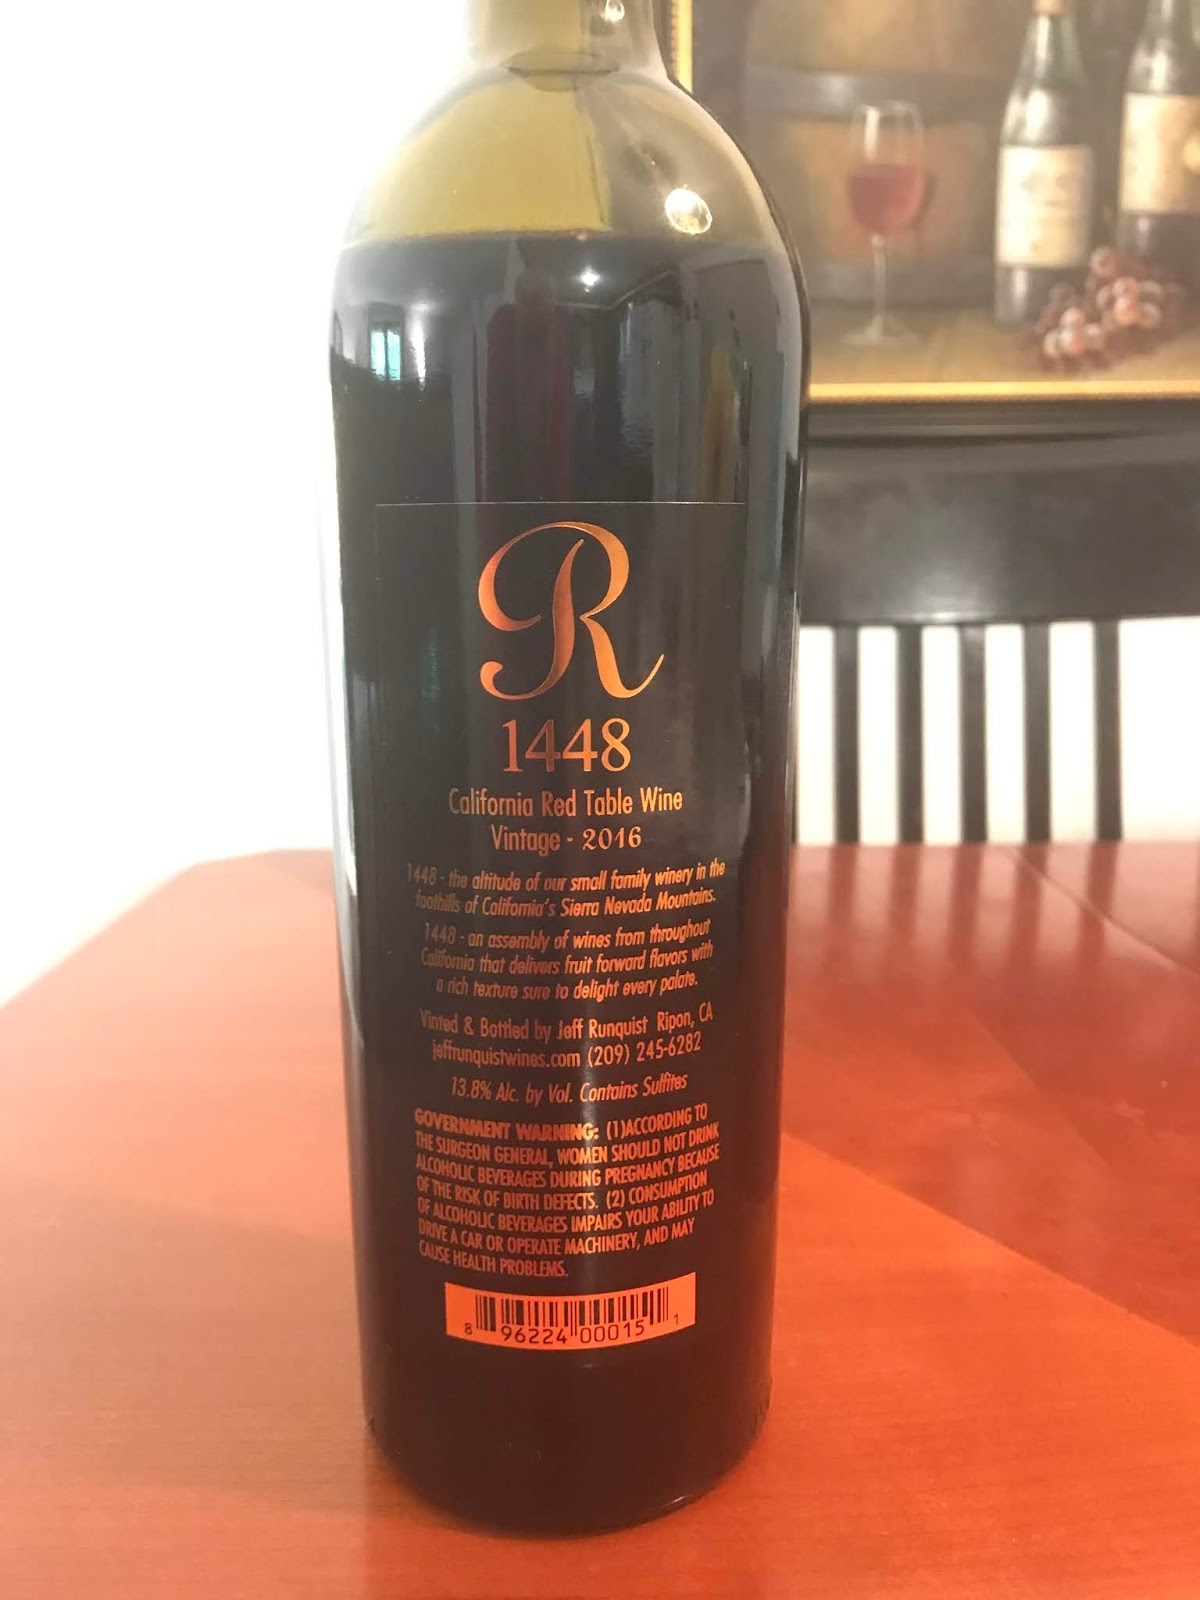 R
1448
California Red Table Wine
Vintage - 2016
1448 - the altitude of our small family winery in the
foothills of California's Sierra Nevada Mountains.
1448 - an assembly of wines from throughout
California that delivers fruit forward flavors with
a rich texture sure to delight every palate.
Vinted & Bottled by Jeff Runquist Ripon, CA
jeffrunquistwines.com (209) 245-6282
13.8% Alc. by Vol. Contains Sulfites
GOVERNMENT WARNING: (1)ACCORDING TO
THE SURGEON GENERAL, WOMEN SHOULD NOT DRINK
ALCOHOLIC BEVERAGES DURING PREGNANCY BECAUSE
OF THE RISK OF BIRTH DEFECTS. (2) CONSUMPTION
OF ALCOHOLIC BEVERAGES IMPAIRS YOUR ABILITY TO
DRIVE A CAR OR OPERATE MACHINERY, AND MAY
CAUSE HEALTH PROBLEMS.
8 96224 00015 1